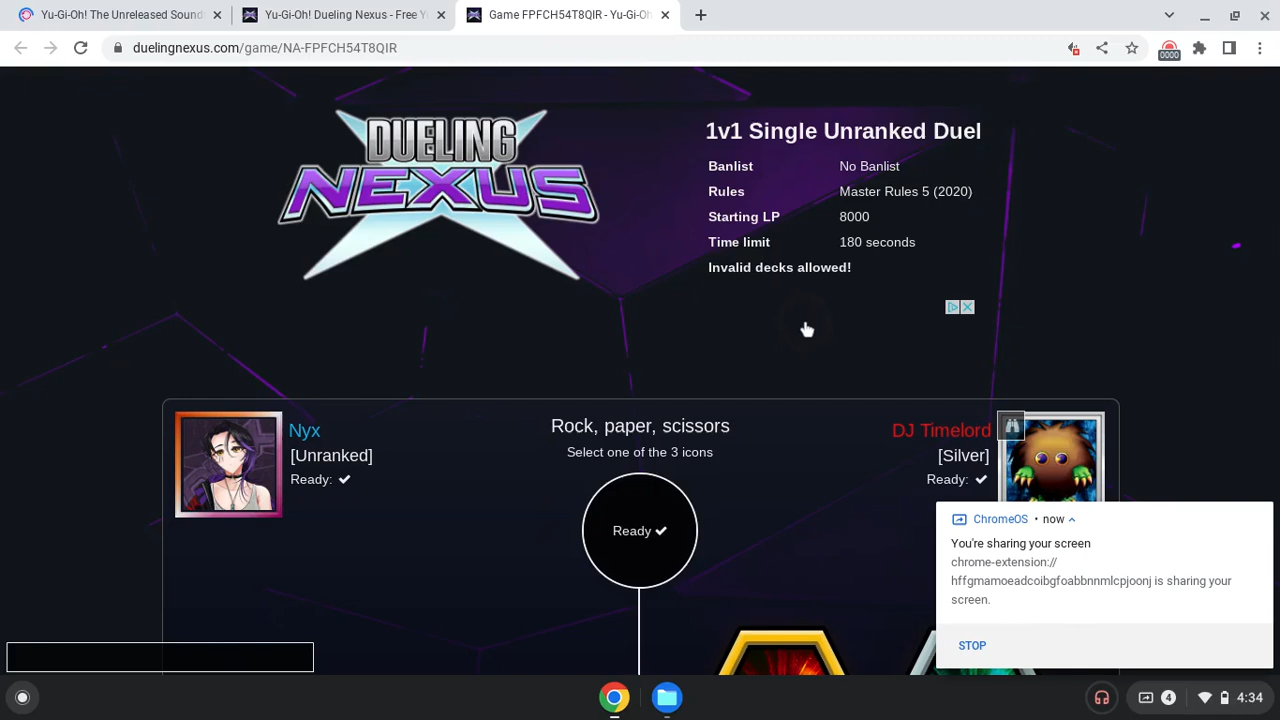 Yu-Gi-Oh! The Unreleased Sound
Yu-Gi-Oh! Dueling Nexus - Free Y
Game FPFCH54T8QIR - Yu-Gi-Oh
duelingnexus.com/game/NA-FPFCH54T8QIR
0000
DUELING
NEXUS
1v1 Single Unranked Duel
Banlist No Banlist
Rules Master Rules 5 (2020)
Starting LP 8000
Time limit 180 seconds
Invalid decks allowed!
Nyx
[Unranked]
Ready:
Rock, paper, scissors
Select one of the 3 icons
Ready
DJ Timelord
[Silver]
Ready:
ChromeOS • now
You're sharing your screen
chrome-extension://
hffgmamoeadcoibgfoabbnnmlcpjoonj is sharing your
screen.
STOP
4
4:34